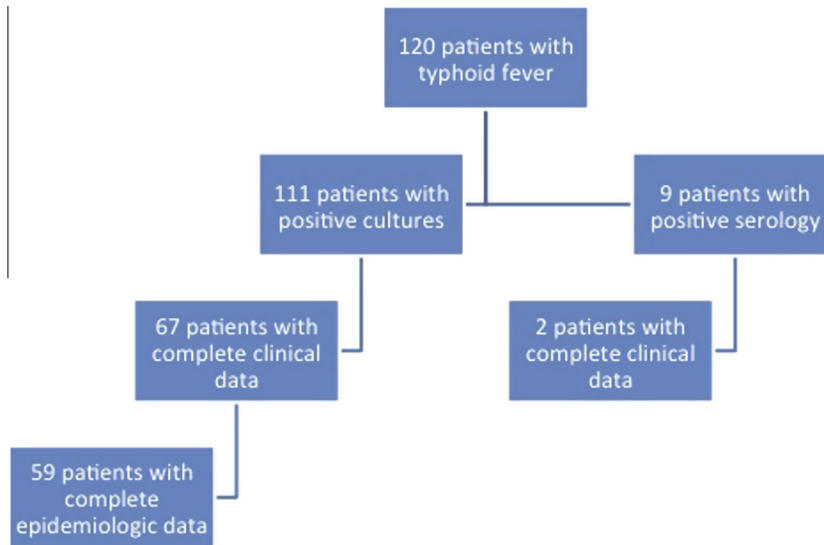 120 patients with
typhoid fever
111 patients with
positive cultures
9 patients with
positive serology
67 patients with
complete clinical
data
2 patients with
complete clinical
data
59 patients with
complete
epidemiologic data